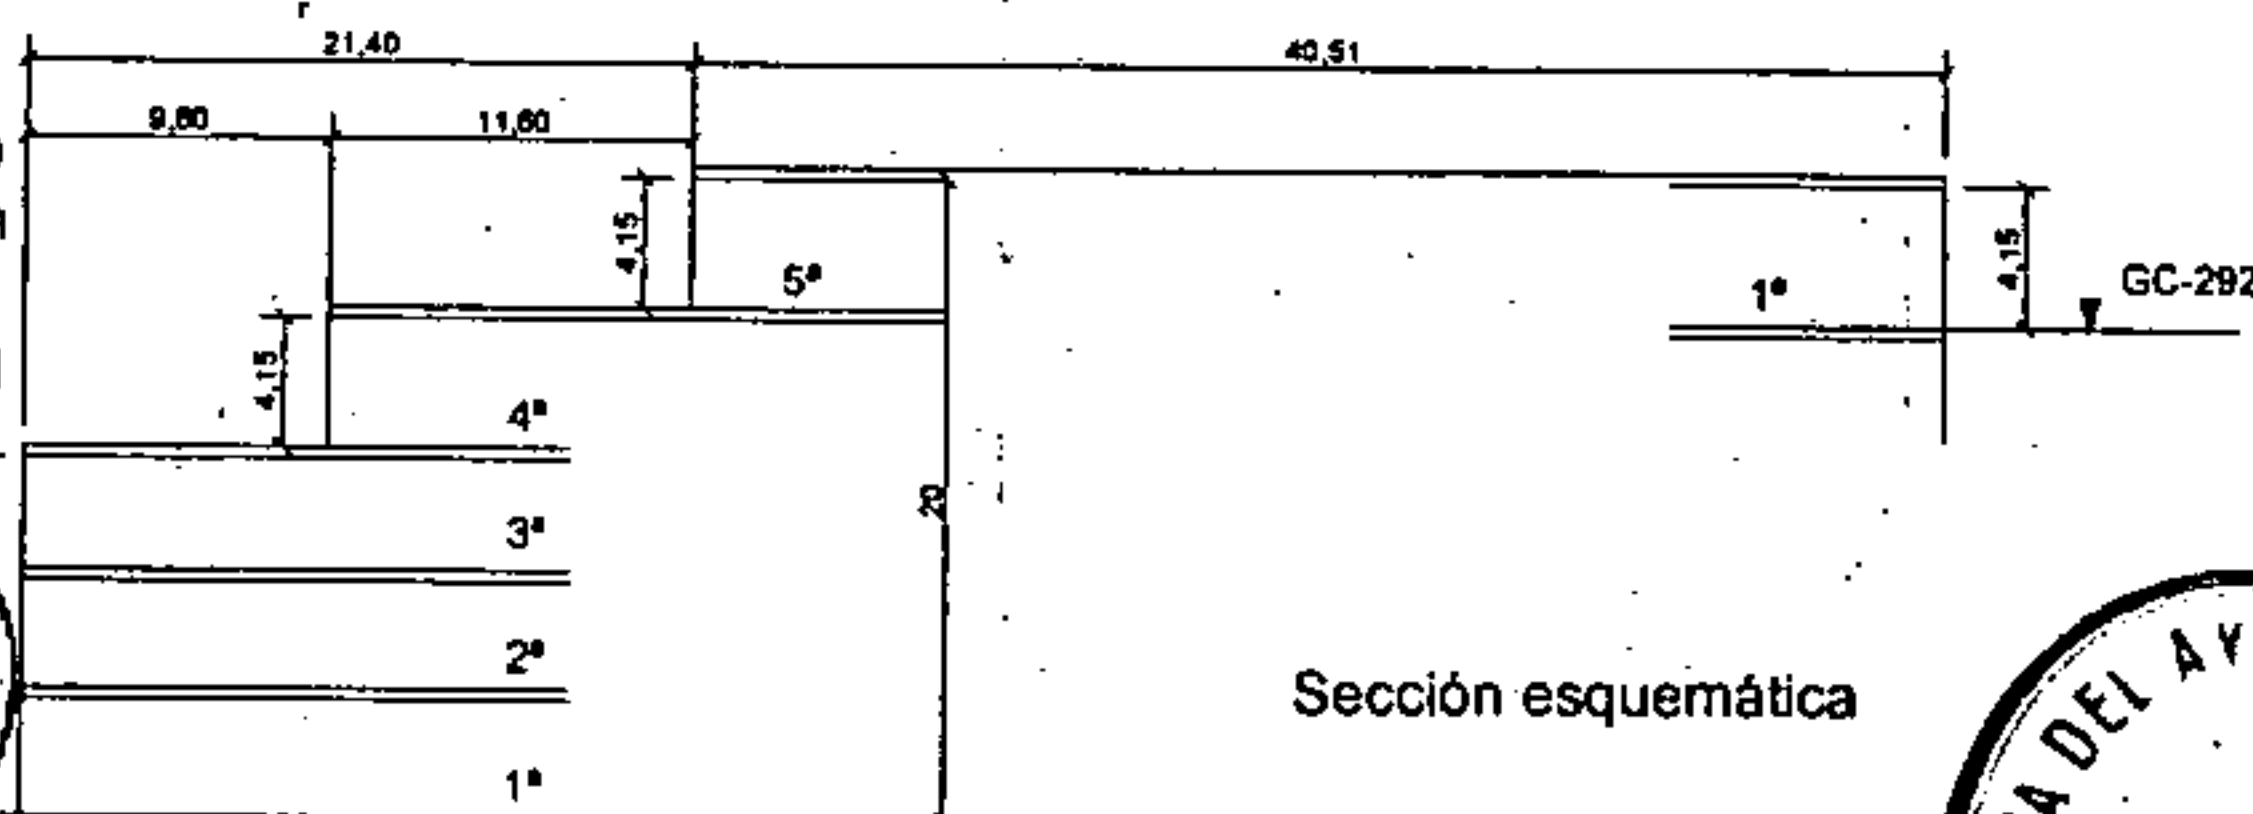 21,40
40,51
9,80
11,60
4,15
5ª
1ª
4,15
GC-292
4,15
4ª
3ª
20
2ª
Sección esquemática
1ª
DEL AY